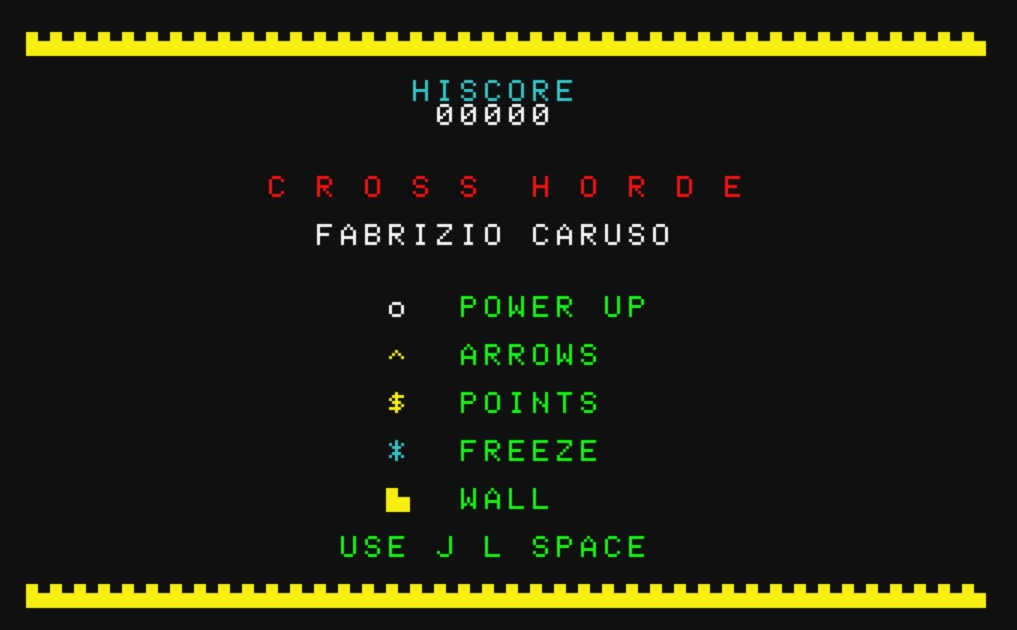 HISCORE
00000
C R O S S  H O R D E
FABRIZIO CARUSO
o POWER UP
^ ARROWS
$ POINTS
* FREEZE
WALL
USE J L SPACE